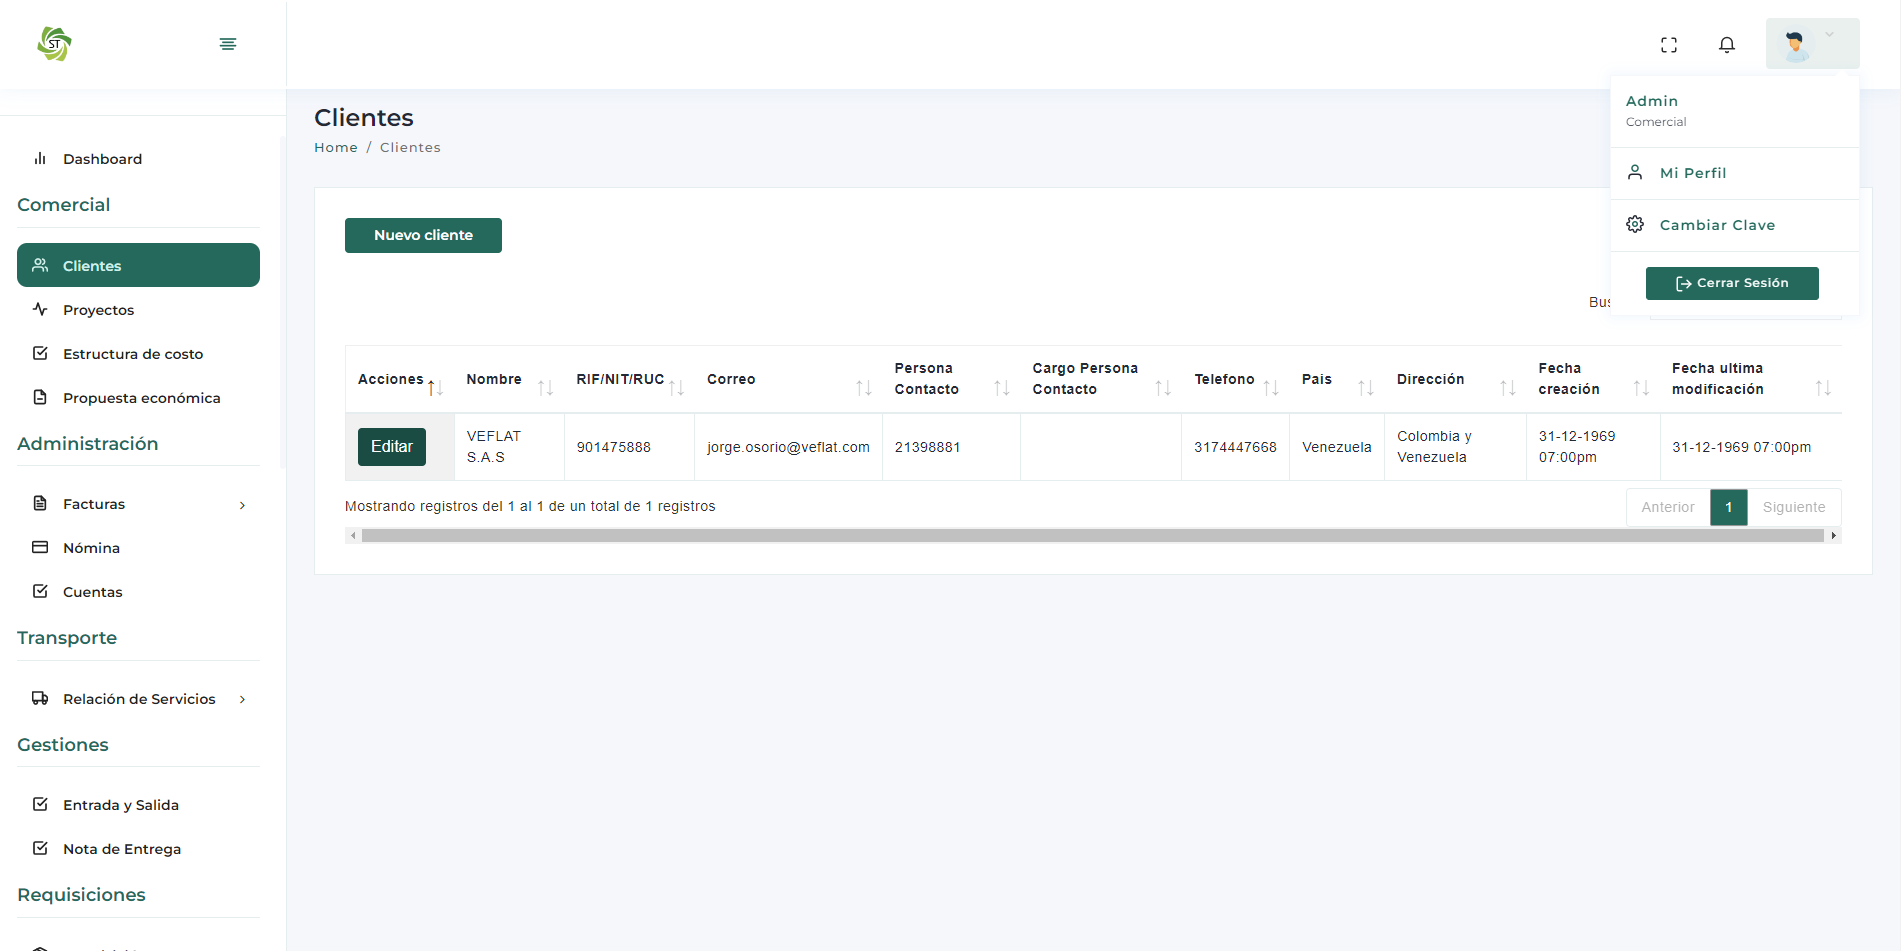 ST
Dashboard
Comercial
Clientes
Proyectos
Estructura de costo
Propuesta económica
Administración
Facturas
Nómina
Cuentas
Transporte
Relación de Servicios
Gestiones
Entrada y Salida
Nota de Entrega
Requisiciones
Clientes
Home / Clientes
Admin
Comercial
Mi Perfil
Cambiar Clave
Cerrar Sesión
Nuevo cliente
Acciones Nombre RIF/NIT/RUC Correo Persona Contacto Cargo Persona Contacto Telefono Pais Dirección Fecha creación Fecha ultima modificación
Editar VEFLAT S.A.S 901475888 jorge.osorio@veflat.com 21398881 3174447668 Venezuela Colombia y Venezuela 31-12-1969 07:00pm 31-12-1969 07:00pm
Mostrando registros del 1 al 1 de un total de 1 registros
Anterior 1 Siguiente